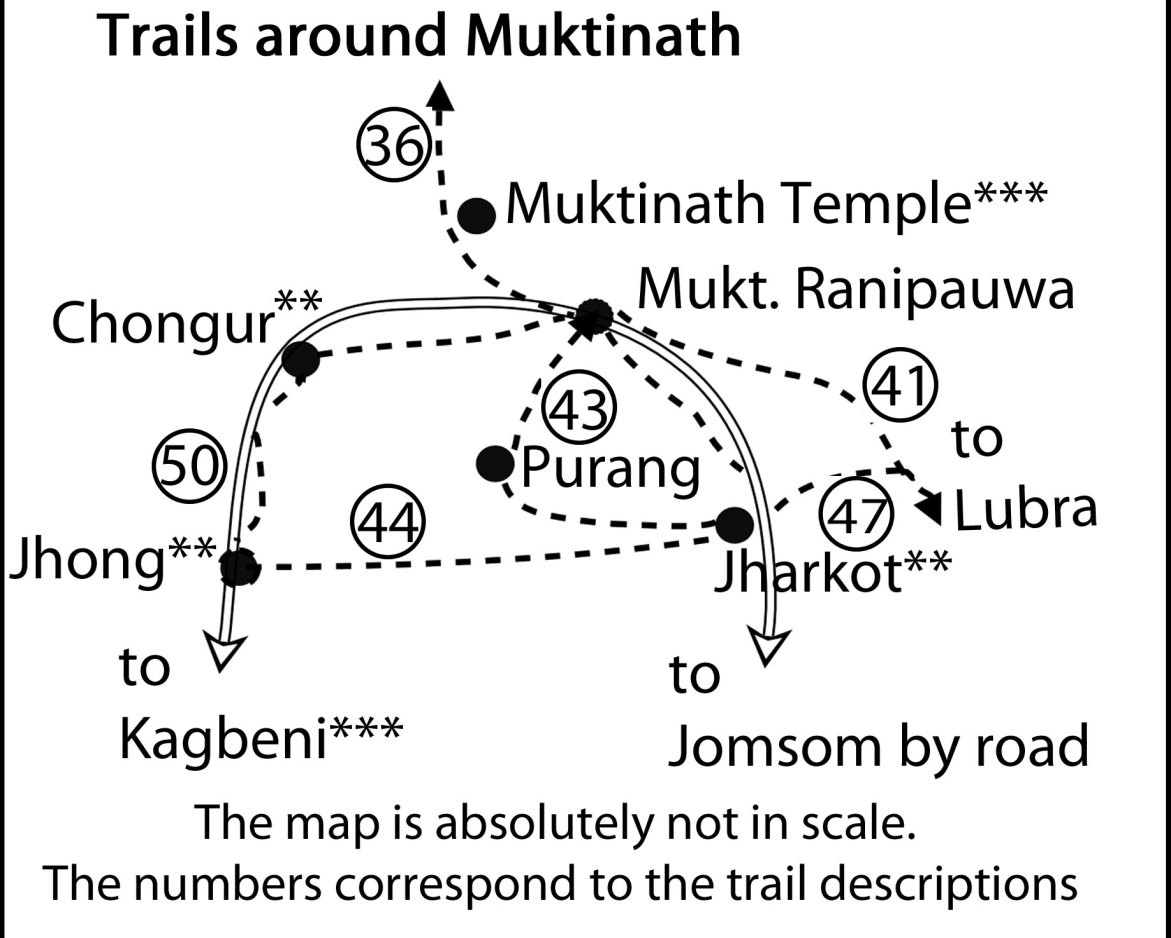 Trails around Muktinath
36
Muktinath Temple***
Mukt. Ranipauwa
Chongur**
41
43
to
Lubra
50
Purang
44
47
Jhong**
Jharkot**
to
Kagbeni***
to
Jomsom by road
The map is absolutely not in scale.
The numbers correspond to the trail descriptions